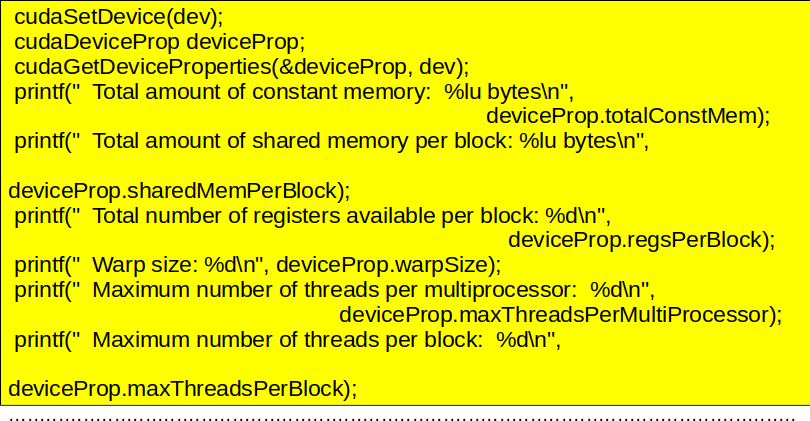 cudaSetDevice(dev);
cudaDeviceProp deviceProp;
cudaGetDeviceProperties(&deviceProp, dev);
printf("  Total amount of constant memory:  %lu bytes\n",
deviceProp.totalConstMem);
printf("  Total amount of shared memory per block: %lu bytes\n",
deviceProp.sharedMemPerBlock);
printf("  Total number of registers available per block: %d\n",
deviceProp.regsPerBlock);
printf("  Warp size: %d\n", deviceProp.warpSize);
printf("  Maximum number of threads per multiprocessor:  %d\n",
deviceProp.maxThreadsPerMultiProcessor);
printf("  Maximum number of threads per block:  %d\n",
deviceProp.maxThreadsPerBlock);
……………………………………………………………………………………………………………